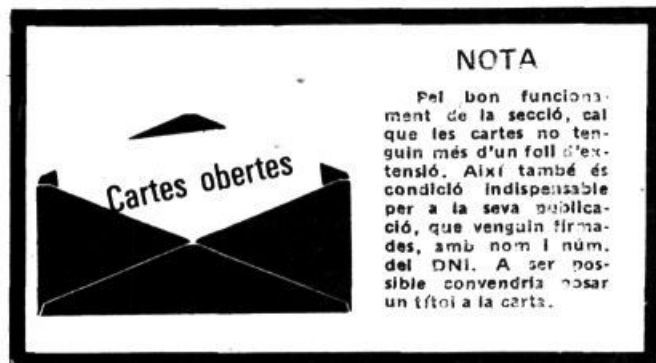 Cartes obertes
NOTA
Pel bon funciona-
ment de la secció, cal
que les cartes no ten-
guin més d'un foli d'ex-
tensió. Així també és
condició indispensable
per a la seva publica-
ció, que venguin firma-
des, amb nom i núm.
del DNI. A ser pos-
sible convendria posar
un títol a la carta.